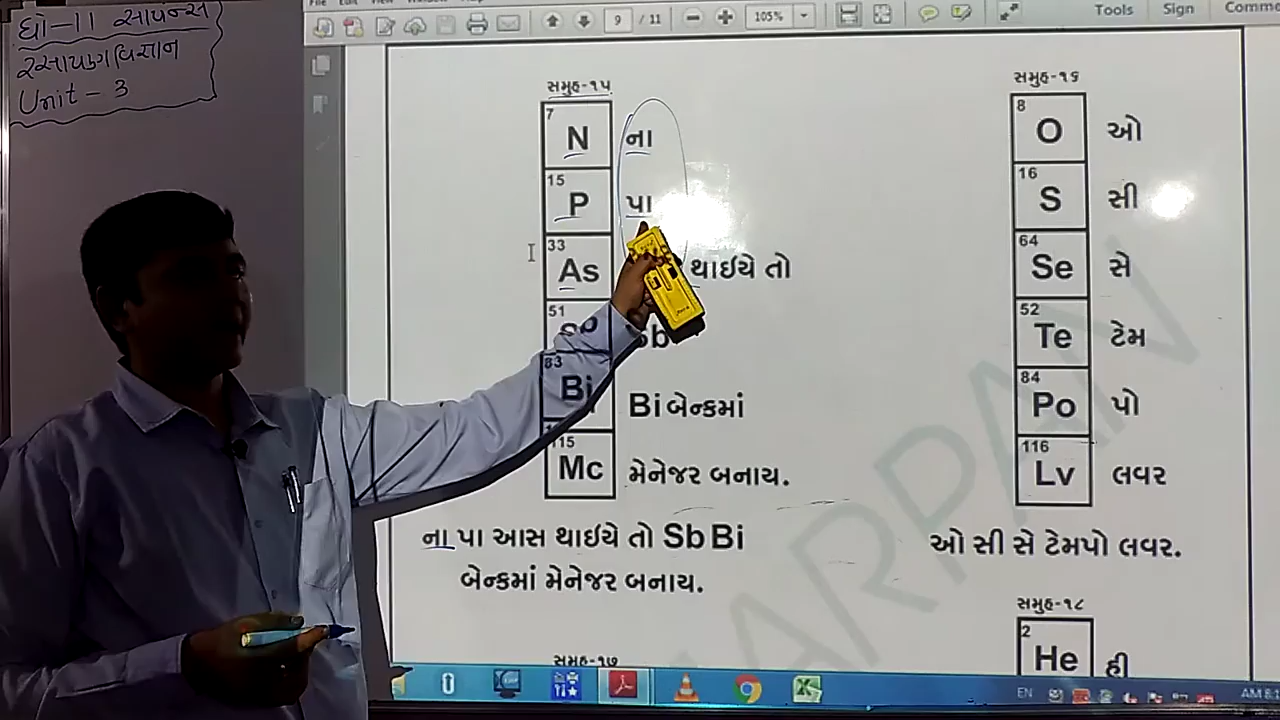 ધો-11 સાયન્સ
રસાયણવિજ્ઞાન
Unit - 3
9 / 11
105%
Tools Sign
સમુહ-૧૫
7
N ના
15
P પા
33
As થાઈયે તો
51
Sb
83
Bi Bi બેન્કમાં
115
Mc મેનેજર બનાય.
ના પા આસ થાઈયે તો Sb Bi
બેન્કમાં મેનેજર બનાય.
સમુહ-૧૭
સમુહ-૧૬
8
O ઓ
16
S સી
64
Se સે
52
Te ટેમ
84
Po પો
116
Lv લવર
ઓ સી સે ટેમપો લવર.
સમુહ-૧૮
2
He હી
EN